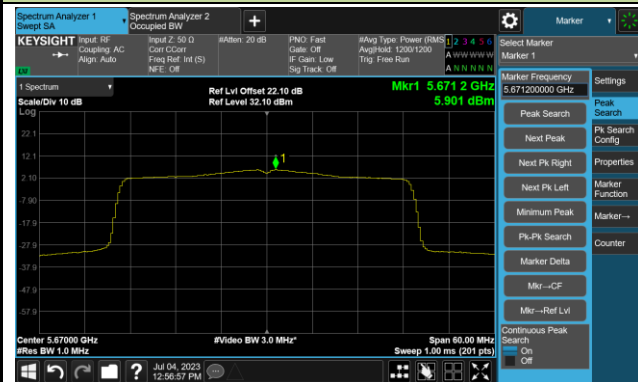 Spectrum Analyzer 1
Swept SA
Spectrum Analyzer 2
Occupied BW
+
Marker
KEYSIGHT
Input: RF
Coupling: AC
Align: Auto
Input Z: 50 Ω
Corr CCorr
Freq Ref: Int (S)
NFE: Off
#Atten: 20 dB
PNO: Fast
Gate: Off
IF Gain: Low
Sig Track: Off
#Avg Type: Power (RMS
Avg|Hold: 1200/1200
Trig: Free Run
1 2 3 4 5 6
A W W W W W
A N N N N N
LXI
Select Marker
Marker 1
1 Spectrum
Scale/Div 10 dB
Log
Ref Lvl Offset 22.10 dB
Ref Level 32.10 dBm
Mkr1 5.671 2 GHz
5.901 dBm
22.1
12.1
2.10
-7.90
-17.9
-27.9
-37.9
-47.9
-57.9
1
Center 5.67000 GHz
#Res BW 1.0 MHz
#Video BW 3.0 MHz*
Span 60.00 MHz
Sweep 1.00 ms (201 pts)
Marker Frequency
5.671200000 GHz
Peak Search
Next Peak
Next Pk Right
Next Pk Left
Minimum Peak
Pk-Pk Search
Marker Delta
Mkr→CF
Mkr→Ref Lvl
Continuous Peak
Search
On
Off
Settings
Peak
Search
Pk Search
Config
Properties
Marker
Function
Marker→
Counter
?
Jul 04, 2023
12:56:57 PM